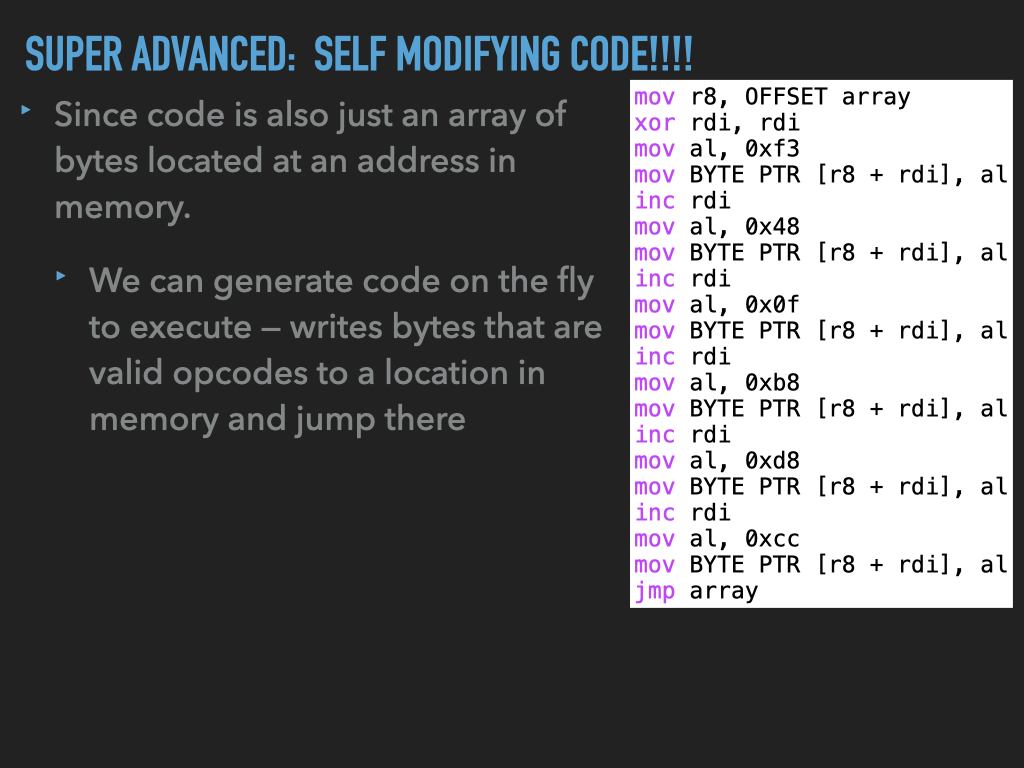 SUPER ADVANCED: SELF MODIFYING CODE!!!!
Since code is also just an array of
bytes located at an address in
memory.
We can generate code on the fly
to execute – writes bytes that are
valid opcodes to a location in
memory and jump there
mov r8, OFFSET array
xor rdi, rdi
mov al, 0xf3
mov BYTE PTR [r8 + rdi], al
inc rdi
mov al, 0x48
mov BYTE PTR [r8 + rdi], al
inc rdi
mov al, 0x0f
mov BYTE PTR [r8 + rdi], al
inc rdi
mov al, 0xb8
mov BYTE PTR [r8 + rdi], al
inc rdi
mov al, 0xd8
mov BYTE PTR [r8 + rdi], al
inc rdi
mov al, 0xcc
mov BYTE PTR [r8 + rdi], al
jmp array